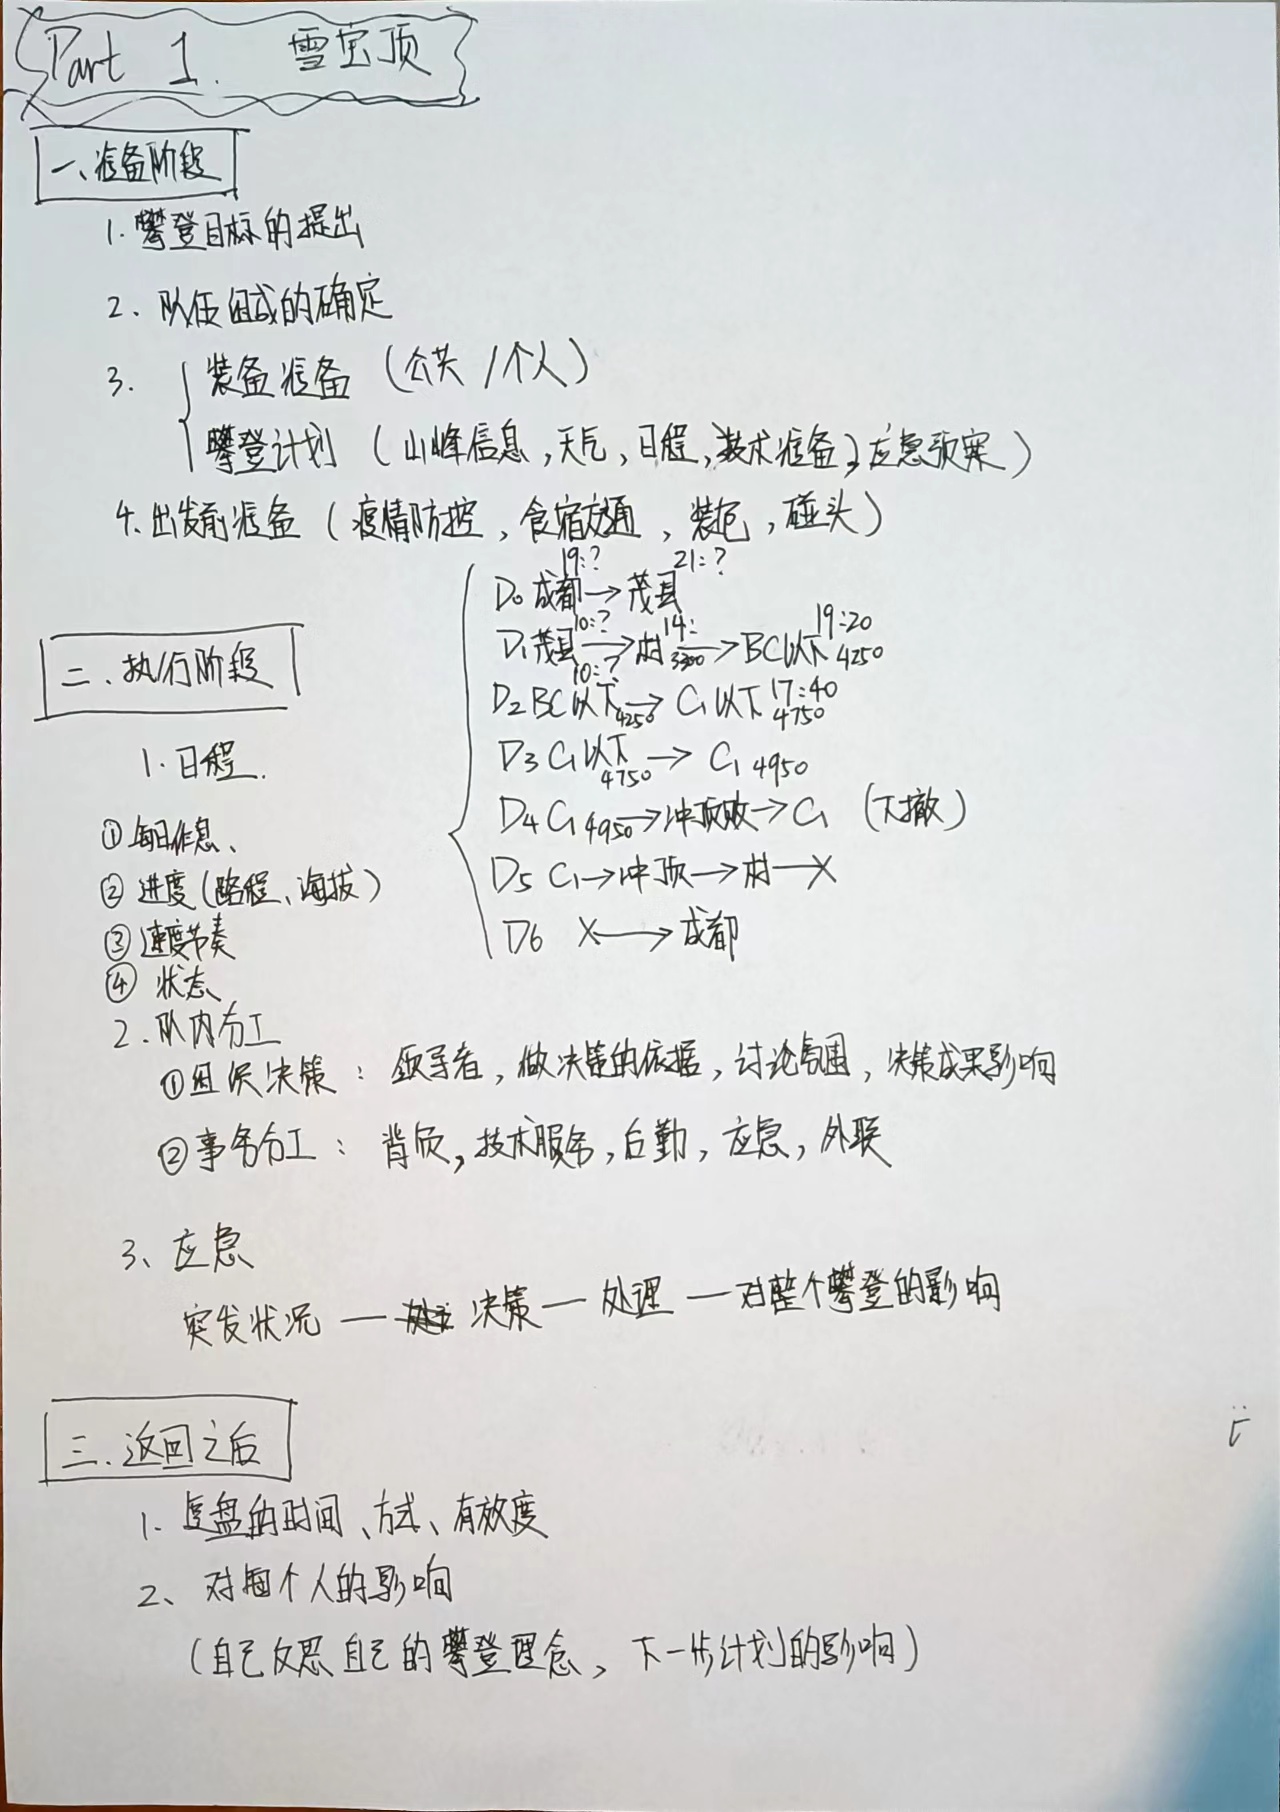 Part 1. 雪宝顶
一、准备阶段
1. 攀登目标的提出
2. 队伍组成的确定
3. 装备准备 (公共/个人)
攀登计划 (山峰信息,天气,日程,技术准备,应急预案)
4. 出发前准备 (疫情防控,食宿交通,装包,碰头)
二、执行阶段
1. 日程.
① 每日作息、
② 进度(路程、海拔)
③ 速度节奏
④ 状态
19:? 21:?
D0 成都→茂县
10:? 14: 19:20
D1 茂县→村 3300→BC以下 4250
10:? 17:40
D2 BC以下 4250→C1以下 4750
D3 C1以下 4750→C1 4950
D4 C1 4950→冲顶败→C1 (下撤)
D5 C1→冲顶→村—X
D6 X→成都
2. 队内分工
①组织决策: 领导者,做决策的依据,讨论氛围,决策成果影响
②事务分工: 背负,技术服务,后勤,应急,外联
3、应急
突发状况 — 决策 — 处理 — 对整个攀登的影响
三、返回之后
1. 复盘的时间、方式、有效度
2、对每个人的影响
(自己反思自己的攀登理念,下一步计划的影响)